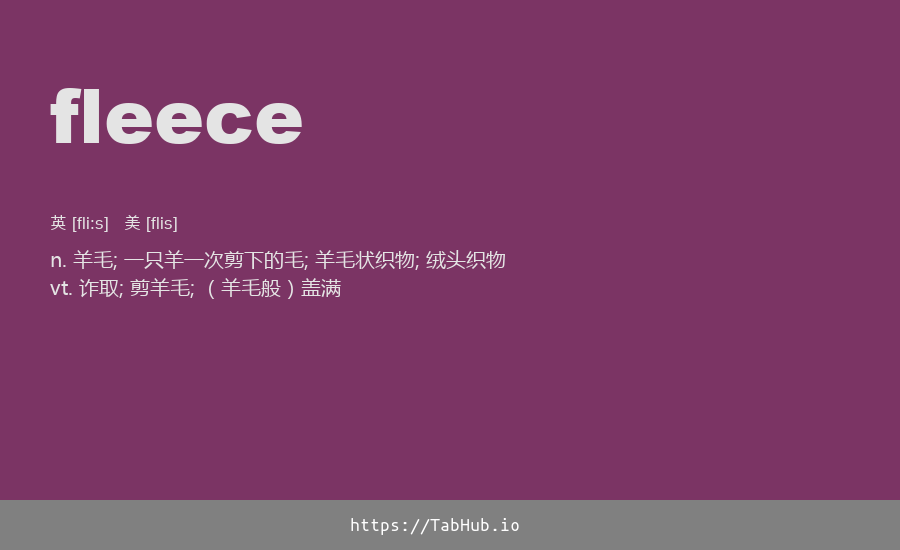 fleece
英 [fli:s] 美 [flis]
n. 羊毛; 一只羊一次剪下的毛; 羊毛状织物; 绒头织物
vt. 诈取; 剪羊毛; （羊毛般）盖满
https://TabHub.io